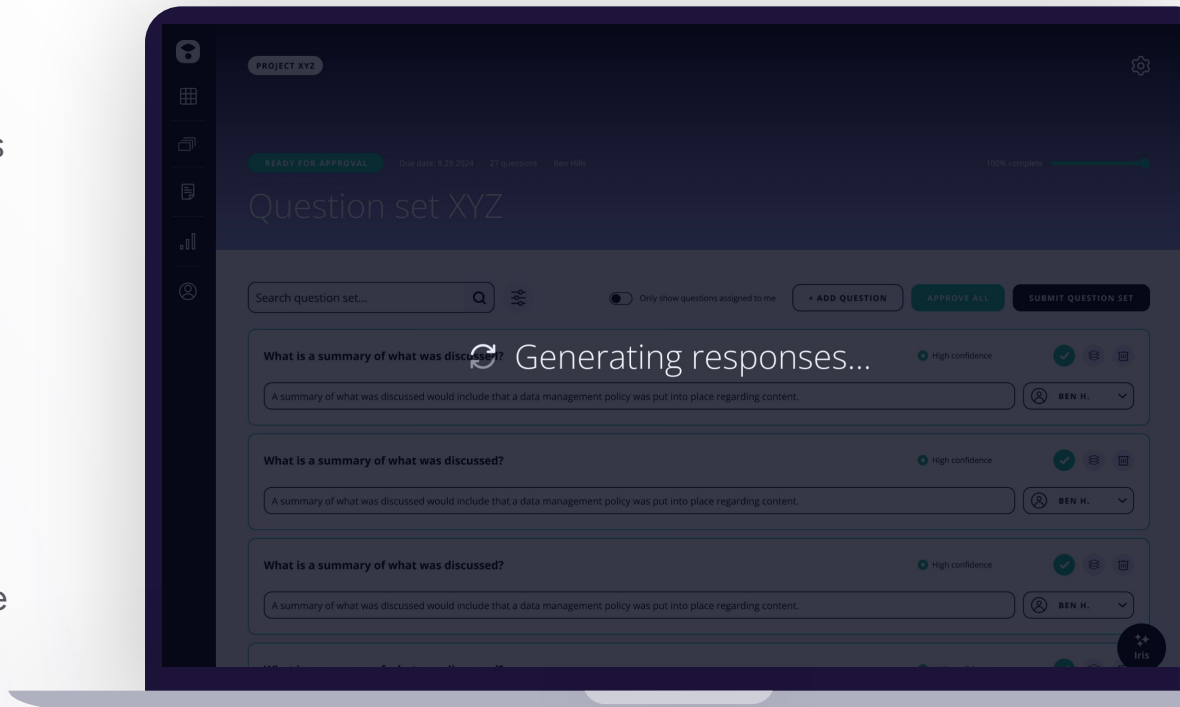 s
PROJECT XYZ
READY FOR APPROVAL Due date: 8.29.2024 27 questions Ben Hills 100% complete
Question set XYZ
Search question set... Only show questions assigned to me + ADD QUESTION APPROVE ALL SUBMIT QUESTION SET
What is a summary of what was discussed? High confidence
Generating responses...
A summary of what was discussed would include that a data management policy was put into place regarding content. BEN H.
What is a summary of what was discussed? High confidence
A summary of what was discussed would include that a data management policy was put into place regarding content. BEN H.
What is a summary of what was discussed? High confidence
e
A summary of what was discussed would include that a data management policy was put into place regarding content. BEN H.
Iris